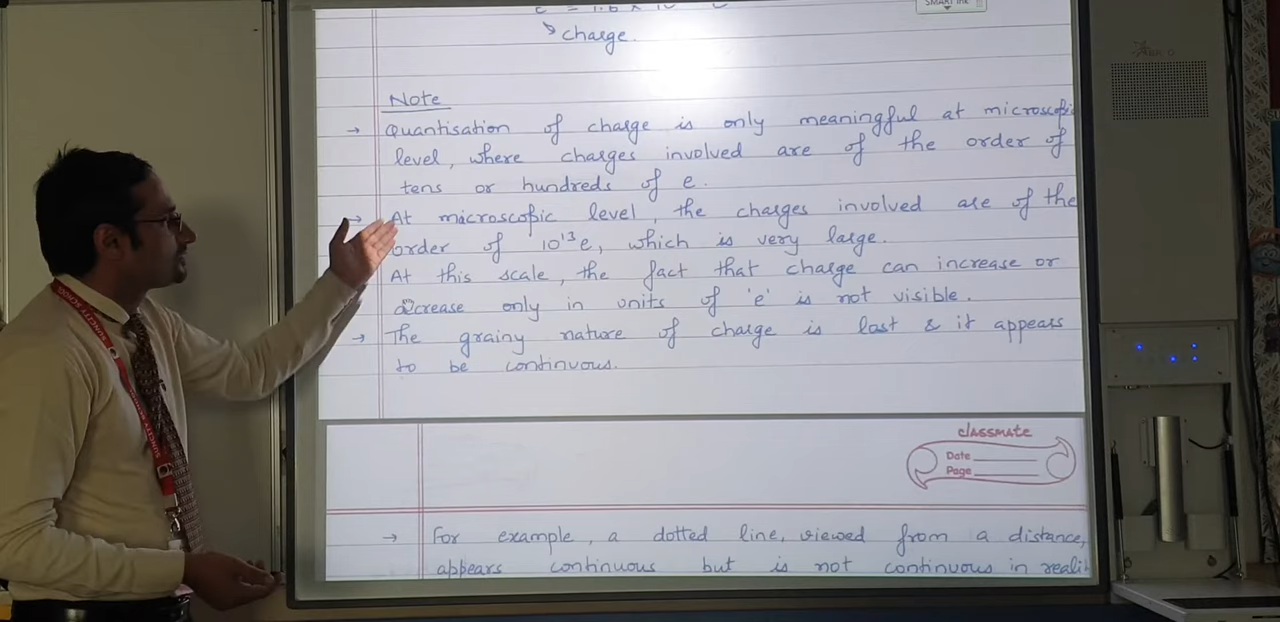 charge.
Note
→ Quantisation of charge is only meaningful at microscopic
level, where charges involved are of the order of
tens or hundreds of e.
→ At macroscopic level, the charges involved are of the
order of 10¹³e, which is very large.
At this scale, the fact that charge can increase or
decrease only in units of 'e' is not visible.
→ The grainy nature of charge is lost & it appears
to be continuous.
classmate
Date
Page
→ For example, a dotted line, viewed from a distance,
appears continuous but is not continuous in reali